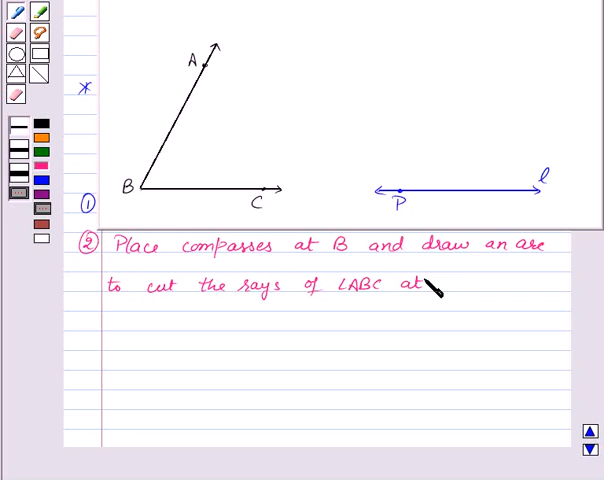 A
*
B
C
P
l
①
② Place compasses at B and draw an arc
to cut the rays of ∠ABC at